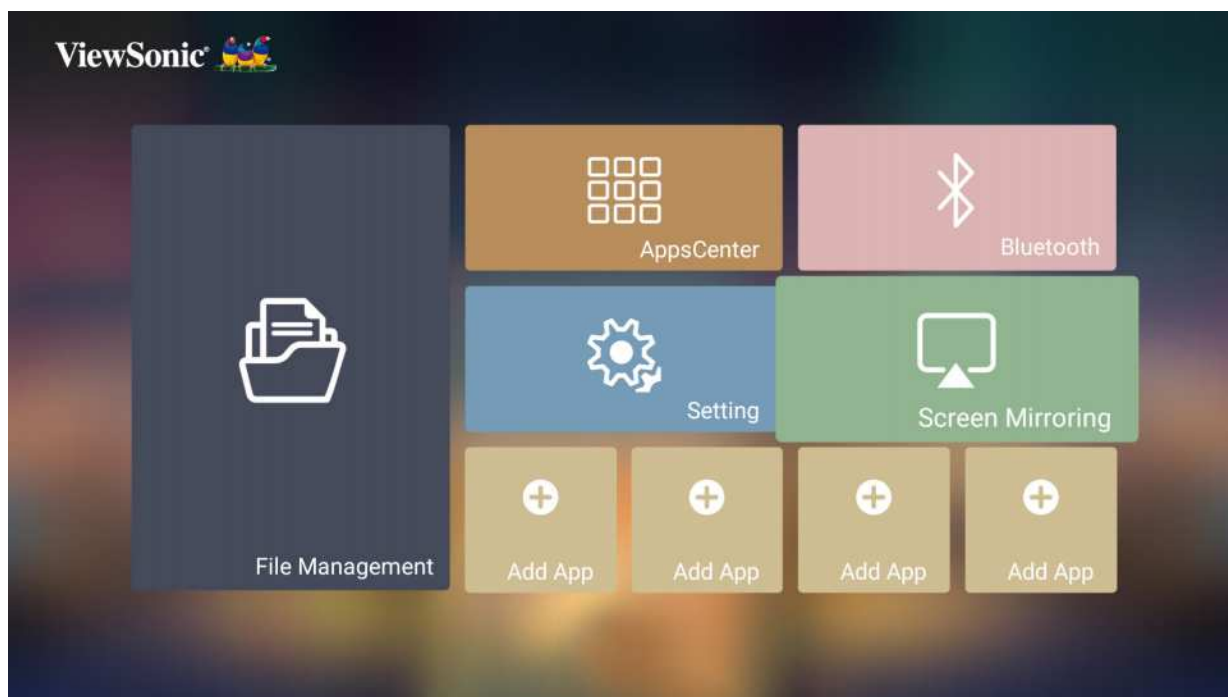 ViewSonic®
AppsCenter
Bluetooth
Setting
Screen Mirroring
File Management
Add App
Add App
Add App
Add App